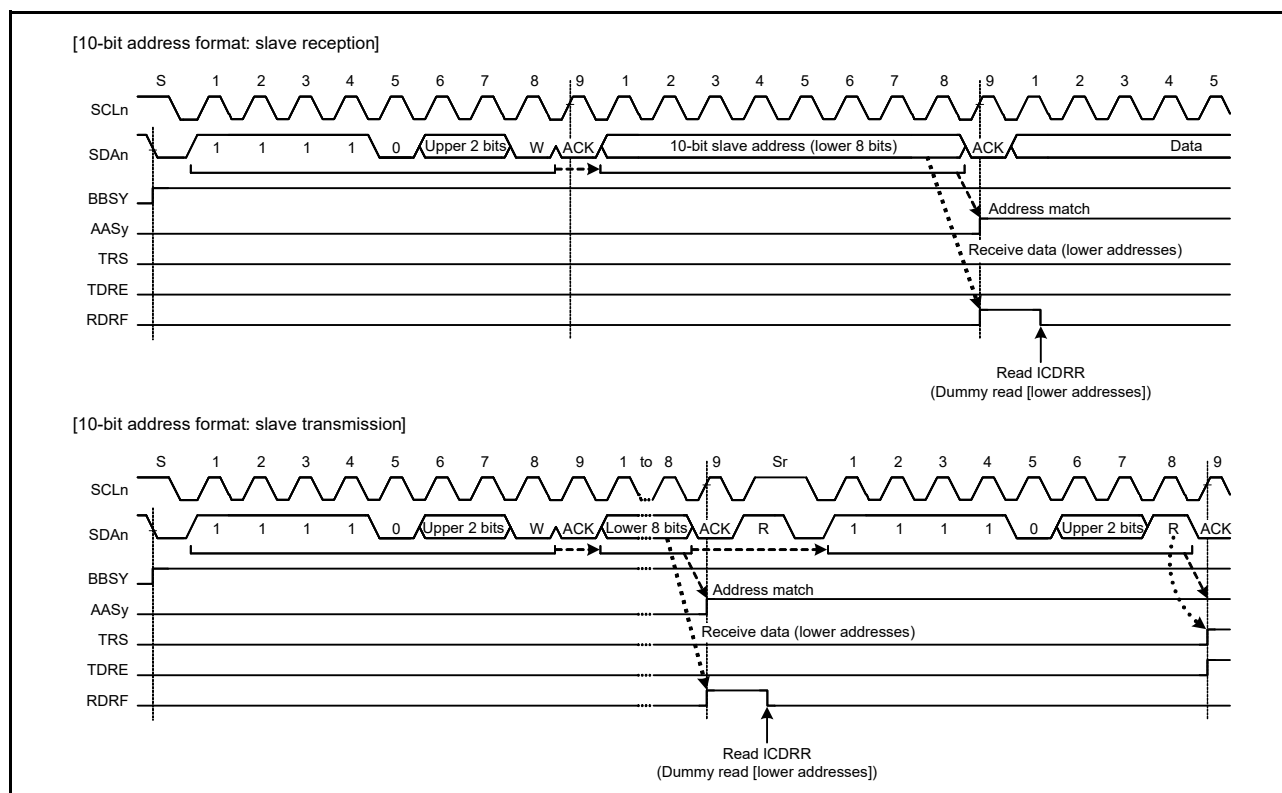 [10-bit address format: slave reception]
S 1 2 3 4 5 6 7 8 9 1 2 3 4 5 6 7 8 9 1 2 3 4 5
SCLn
SDAn 1 1 1 1 0 Upper 2 bits W ACK 10-bit slave address (lower 8 bits) ACK Data
BBSY
Address match
AASy
Receive data (lower addresses)
TRS
TDRE
RDRF
Read ICDRR
(Dummy read [lower addresses])
[10-bit address format: slave transmission]
S 1 2 3 4 5 6 7 8 9 1 to 8 9 Sr 1 2 3 4 5 6 7 8 9
SCLn
SDAn 1 1 1 1 0 Upper 2 bits W ACK Lower 8 bits ACK R 1 1 1 1 0 Upper 2 bits R ACK
BBSY
Address match
AASy
Receive data (lower addresses)
TRS
TDRE
RDRF
Read ICDRR
(Dummy read [lower addresses])